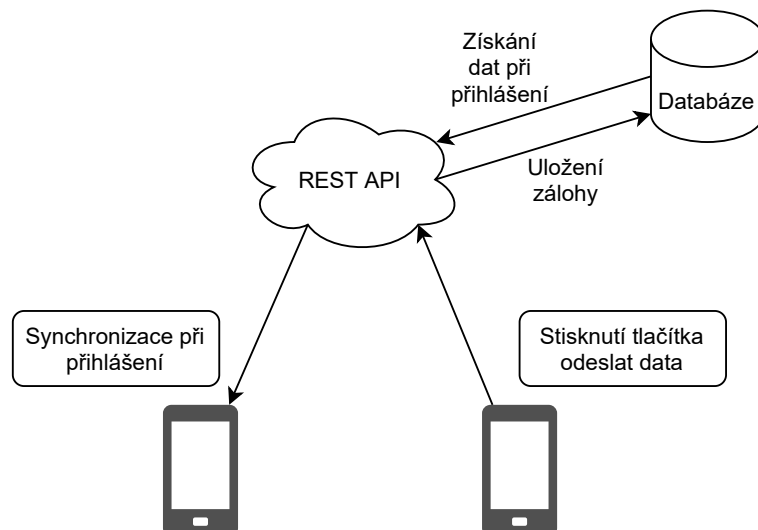 Získání
dat při
přihlášení
Databáze
REST API
Uložení
zálohy
Synchronizace při
přihlášení
Stisknutí tlačítka
odeslat data